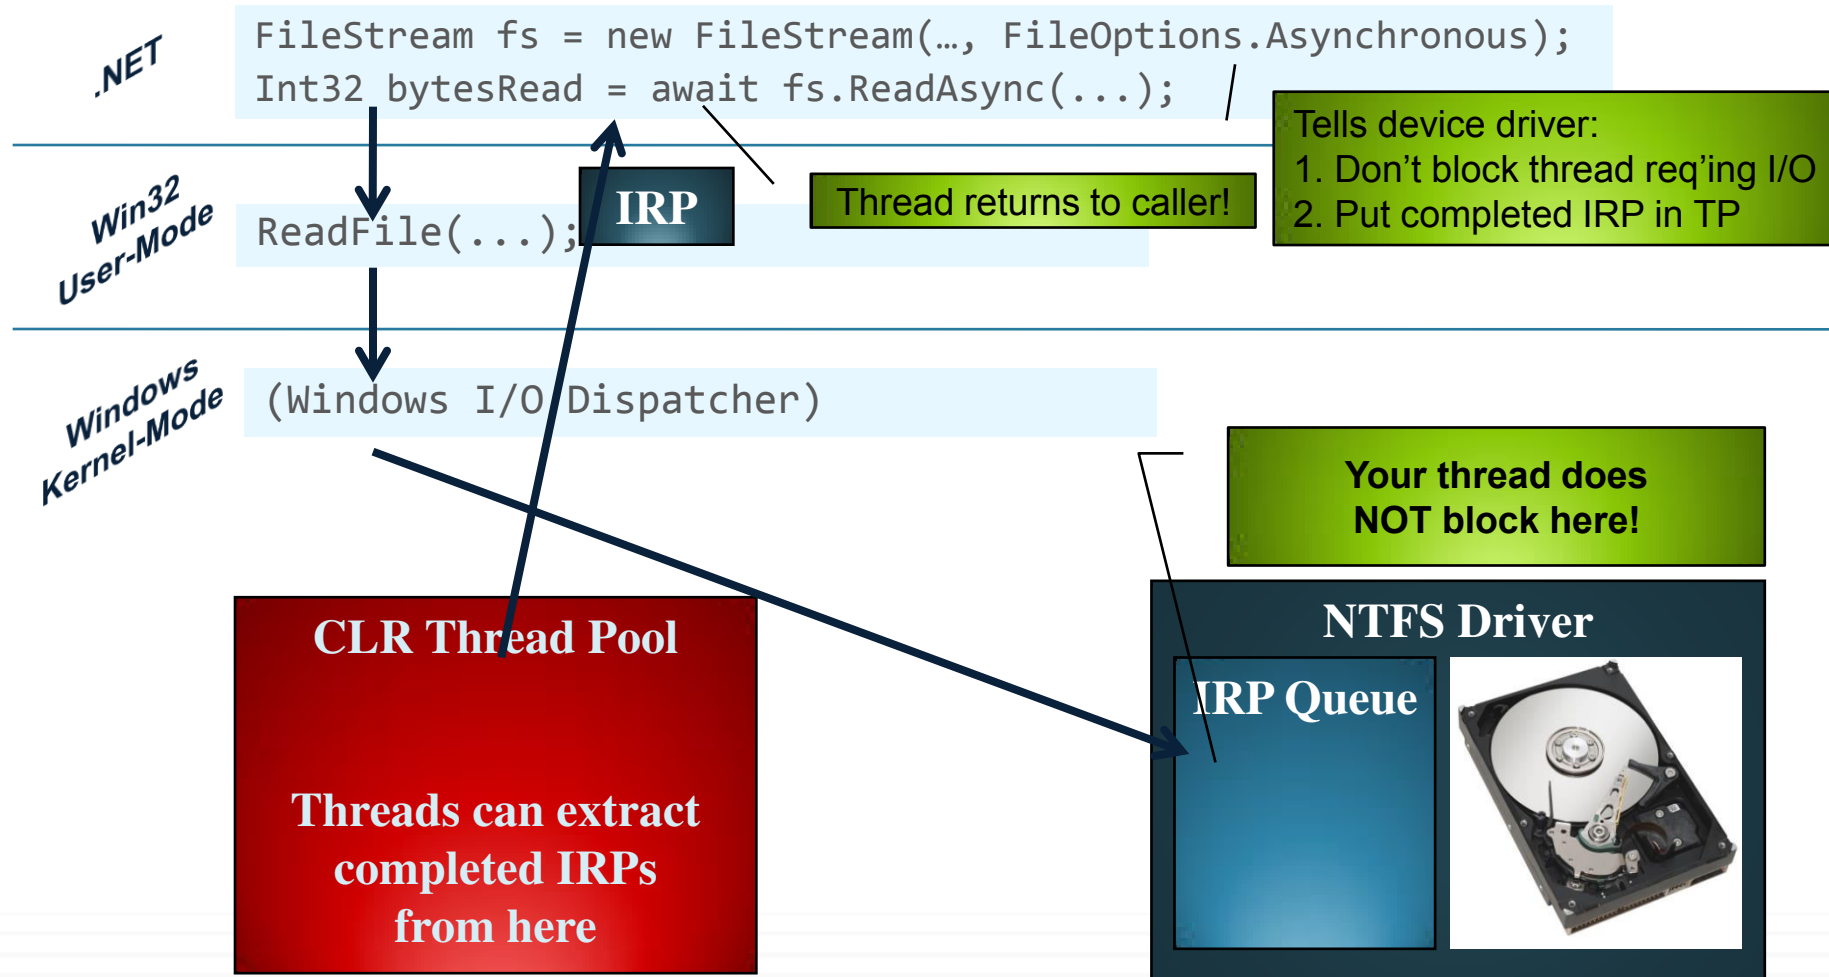 .NET
FileStream fs = new FileStream(…, FileOptions.Asynchronous);
Int32 bytesRead = await fs.ReadAsync(...);
Tells device driver:
1. Don’t block thread req’ing I/O
2. Put completed IRP in TP
Win32
User-Mode
ReadFile(...);
IRP
Thread returns to caller!
Windows
Kernel-Mode
(Windows I/O Dispatcher)
Your thread does
NOT block here!
CLR Thread Pool
Threads can extract
completed IRPs
from here
NTFS Driver
IRP Queue